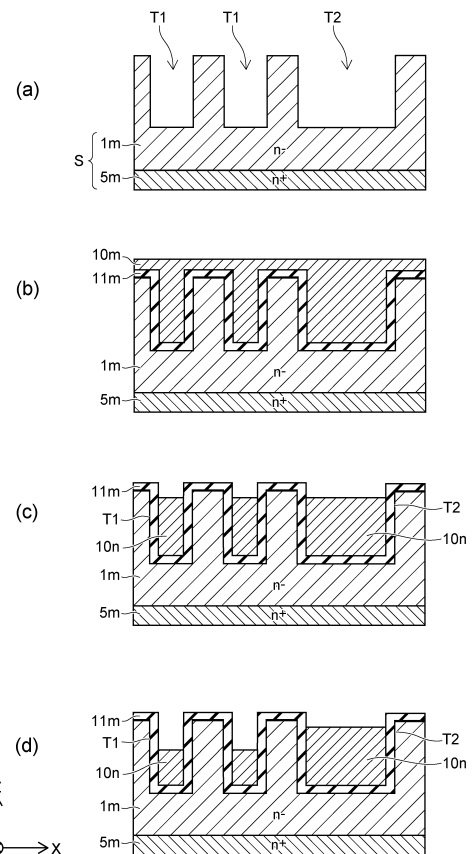 T1 T1 T2
(a)
1m
S
n-
5m
n+
10m
11m
(b)
1m
n-
5m
n+
11m
(c)
T1
T2
10n
10n
1m
n-
5m
n+
11m
(d)
T1
T2
10n
10n
1m
n-
5m
n+
X